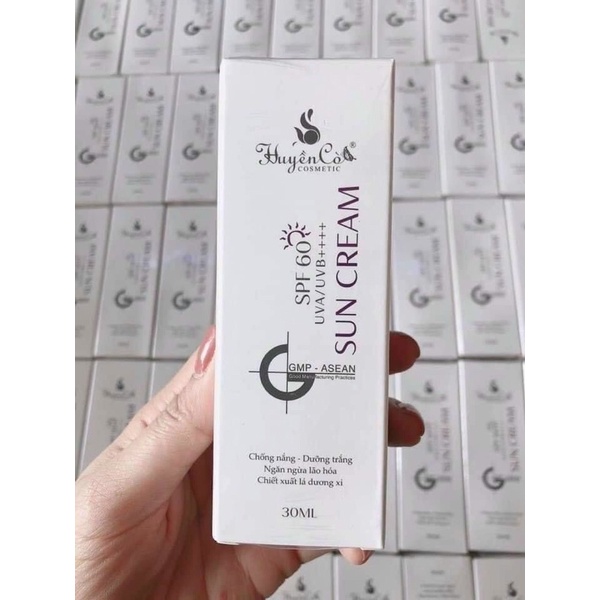 Huyền Cò®
COSMETIC
SPF 60
UVA/UVB++++
SUN CREAM
GMP - ASEAN
Good Manufacturing Practices
Chống nắng - Dưỡng trắng
Ngăn ngừa lão hóa
Chiết xuất lá dương xỉ
30ML